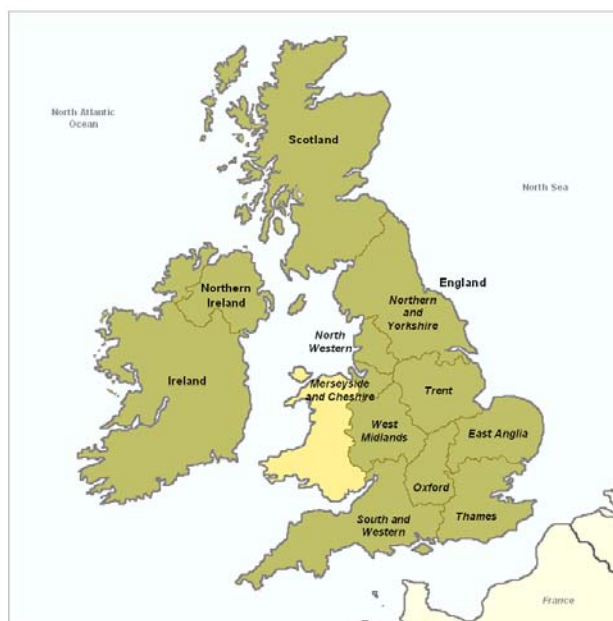 North Atlantic
Ocean
Scotland
North Sea
Northern
Ireland
England
Northern
and
Yorkshire
North
Western
Ireland
Merseyside
and Cheshire
Trent
West
Midlands
East Anglia
Oxford
South and
Western
Thames
France